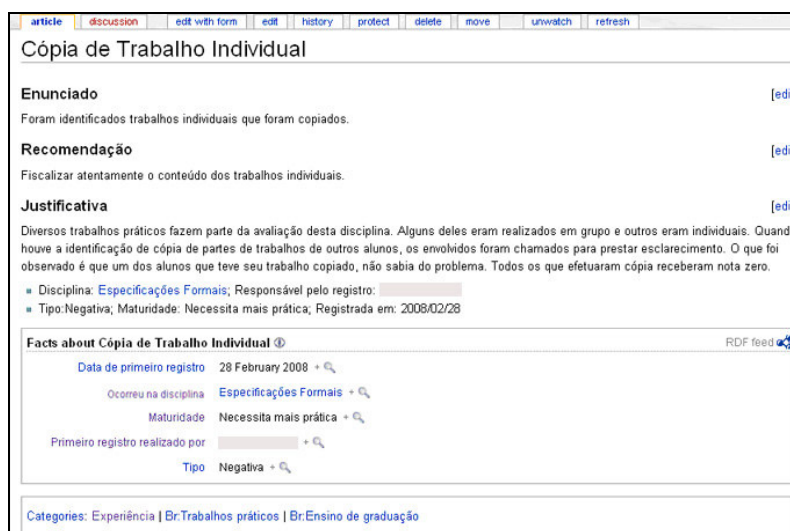 article discussion edit with form edit history protect delete move unwatch refresh
Cópia de Trabalho Individual
Enunciado [edi
Foram identificados trabalhos individuais que foram copiados.
Recomendação [edi
Fiscalizar atentamente o conteúdo dos trabalhos individuais.
Justificativa [edi
Diversos trabalhos práticos fazem parte da avaliação desta disciplina. Alguns deles eram realizados em grupo e outros eram individuais. Quand
houve a identificação de cópia de partes de trabalhos de outros alunos, os envolvidos foram chamados para prestar esclarecimento. O que foi
observado é que um dos alunos que teve seu trabalho copiado, não sabia do problema. Todos os que efetuaram cópia receberam nota zero.
Disciplina: Especificações Formais; Responsável pelo registro:
Tipo:Negativa; Maturidade: Necessita mais prática; Registrada em: 2008/02/28
Facts about Cópia de Trabalho Individual RDF feed
Data de primeiro registro 28 February 2008 +
Ocorreu na disciplina Especificações Formais +
Maturidade Necessita mais prática +
Primeiro registro realizado por +
Tipo Negativa +
Categories: Experiência | Br:Trabalhos práticos | Br:Ensino de graduação